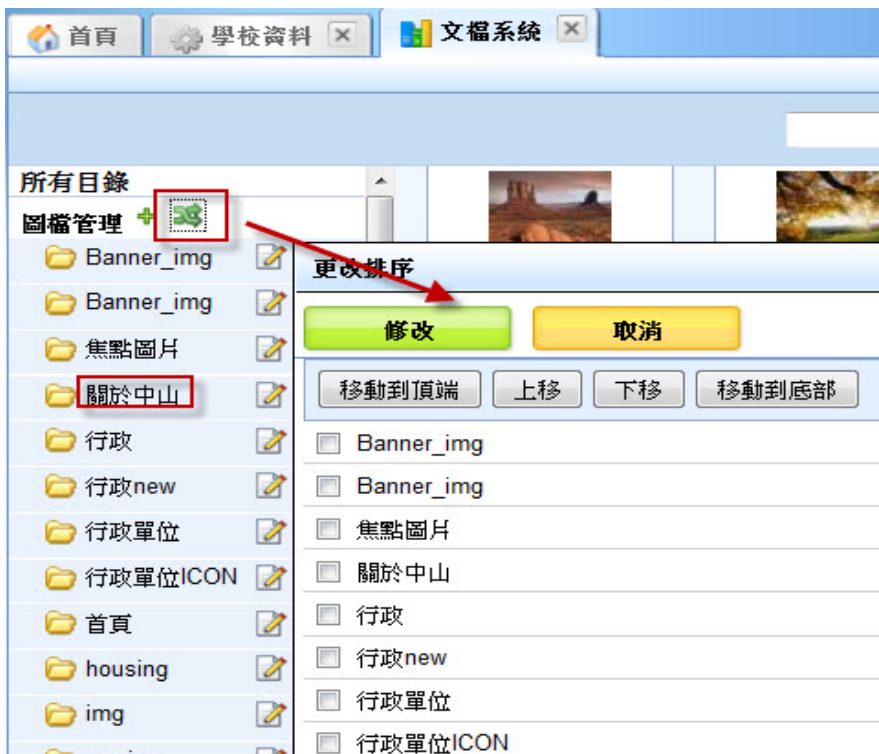 首頁 學校資料 文檔系統
所有目錄
圖檔管理
Banner_img
Banner_img
焦點圖片
關於中山
行政
行政new
行政單位
行政單位ICON
首頁
housing
img
更改排序
修改 取消
移動到頂端 上移 下移 移動到底部
Banner_img
Banner_img
焦點圖片
關於中山
行政
行政new
行政單位
行政單位ICON